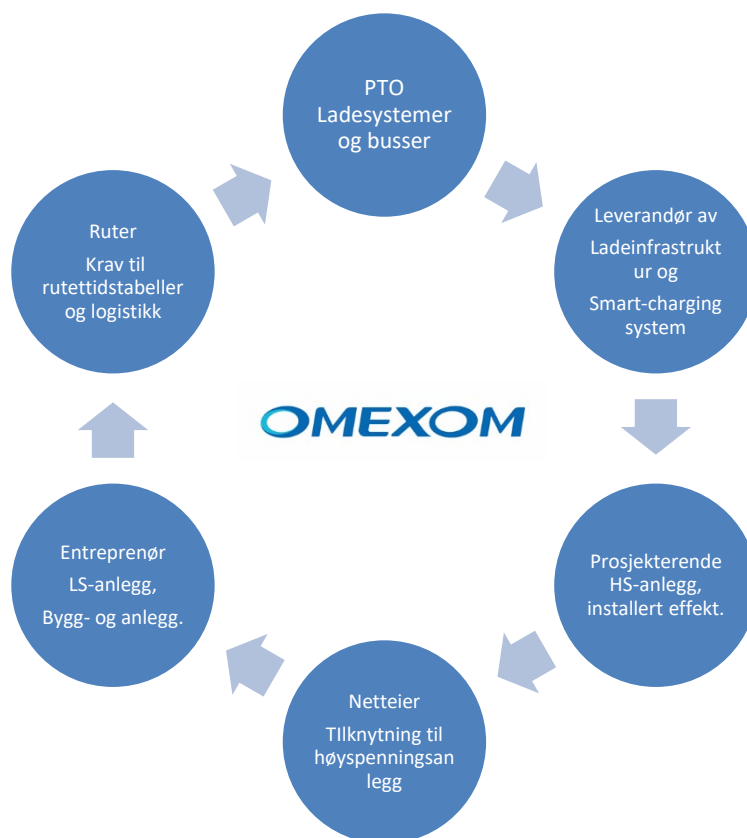 PTO
Ladesystemer
og busser
Leverandør av
Ladeinfrastrukt
ur og
Smart-charging
system
Prosjekterende
HS-anlegg,
installert effekt.
Netteier
TIlknytning til
høyspenningsan
legg
Entreprenør
LS-anlegg,
Bygg- og anlegg.
Ruter
Krav til
rutettidstabeller
og logistikk
OMEXOM